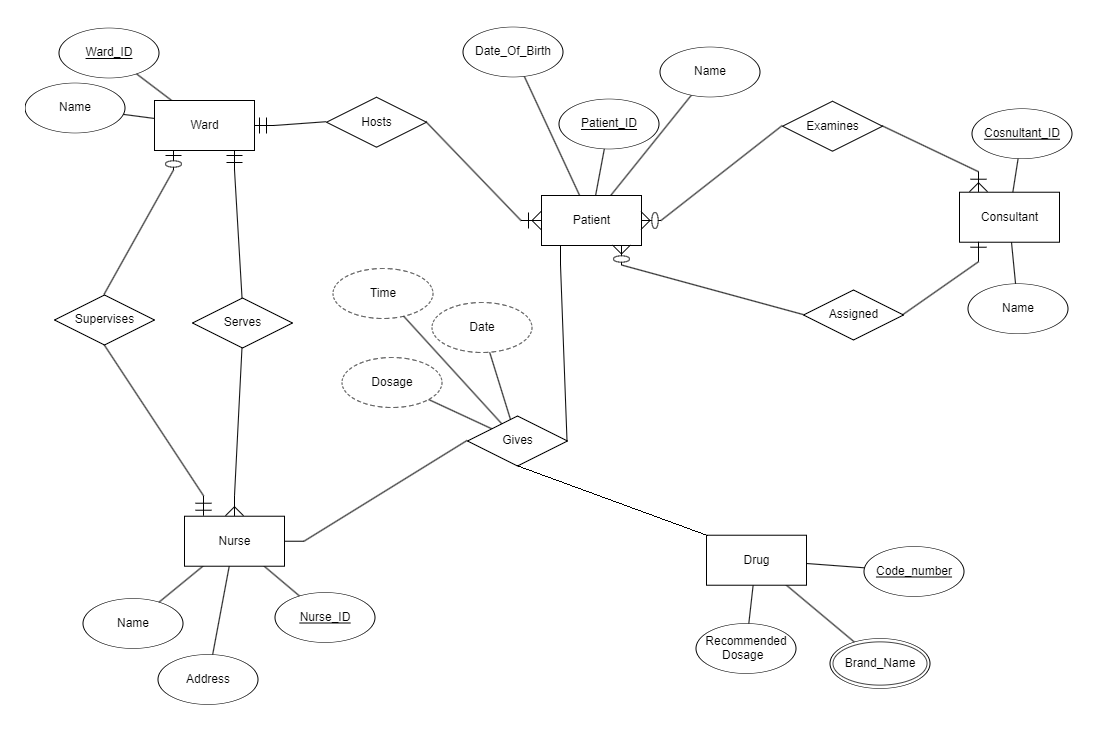 Ward_ID
Date_Of_Birth
Name
Name
Patient_ID
Ward
Hosts
Examines
Cosnultant_ID
Patient
Consultant
Time
Date
Name
Supervises
Serves
Assigned
Dosage
Gives
Nurse
Drug
Code_number
Name
Nurse_ID
Recommended
Dosage
Brand_Name
Address